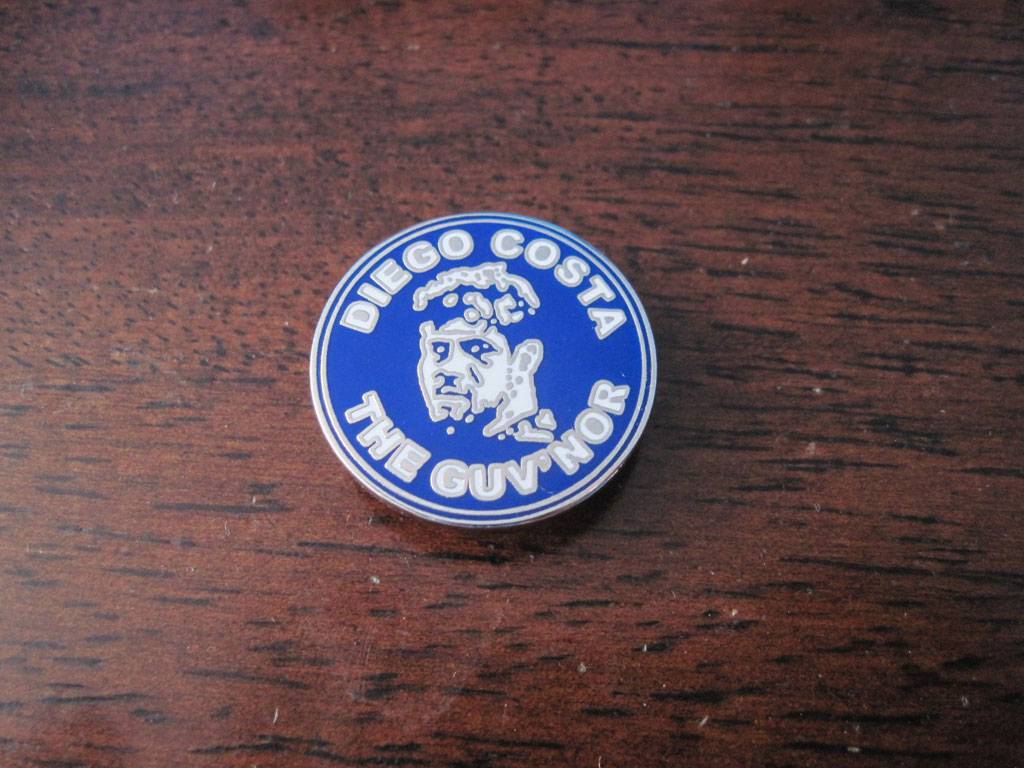 DIEGO COSTA
THE GUV'NOR